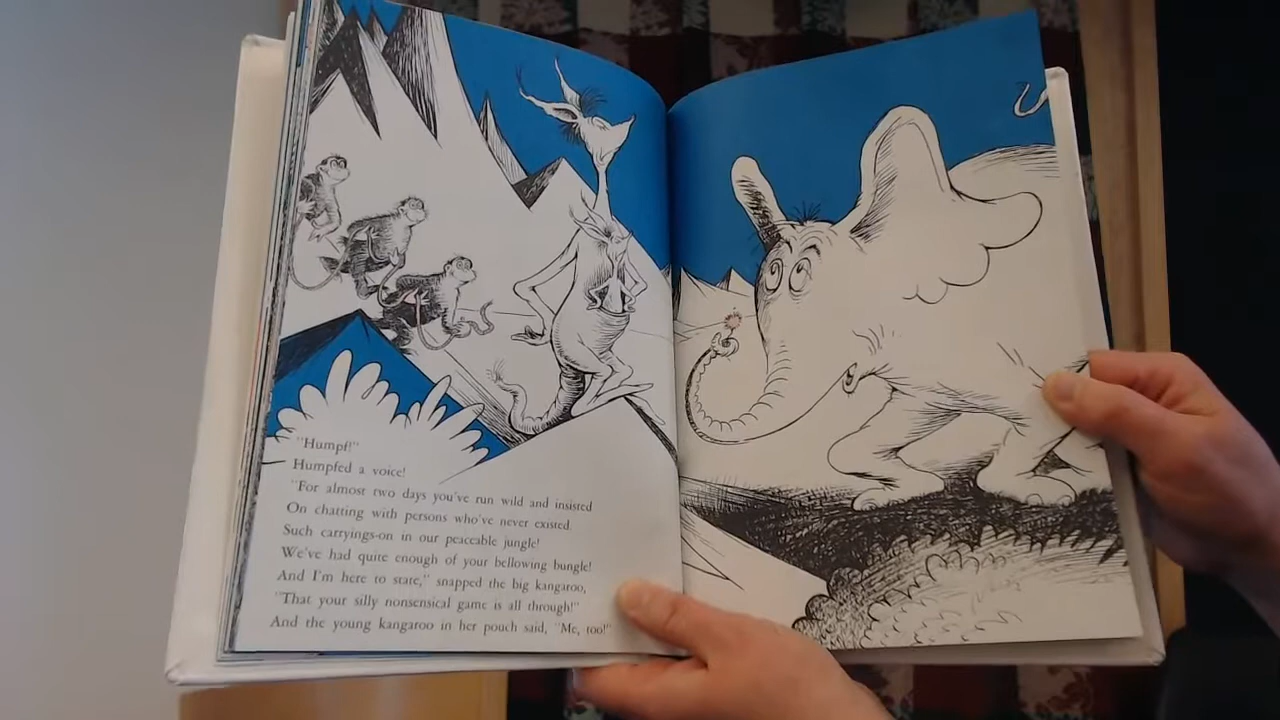 "Humpf!"
Humpfed a voice!
"For almost two days you've run wild and insisted
On chatting with persons who've never existed.
Such carryings-on in our peaceable jungle!
We've had quite enough of your bellowing bungle!
And I'm here to state," snapped the big kangaroo,
"That your silly nonsensical game is all through!"
And the young kangaroo in her pouch said, "Me, too!"